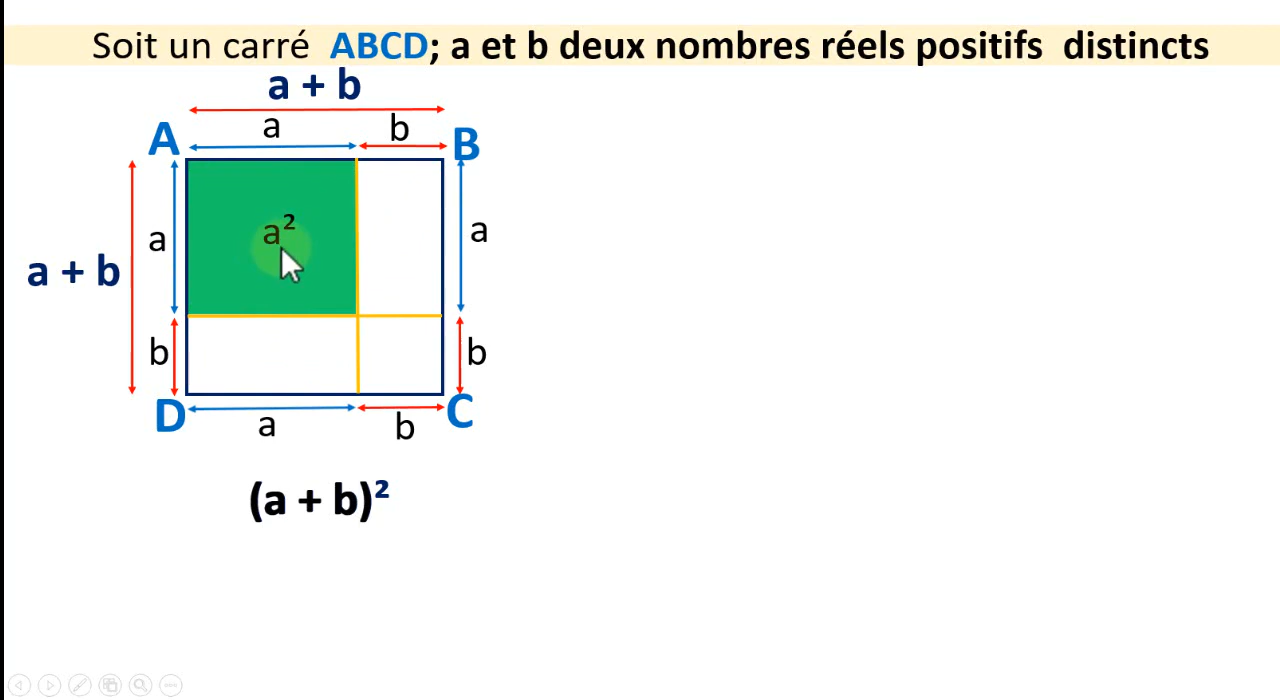 Soit un carré ABCD; a et b deux nombres réels positifs distincts
a + b
a b
A B
a a² a
a + b
b b
D C
a b
(a + b)²